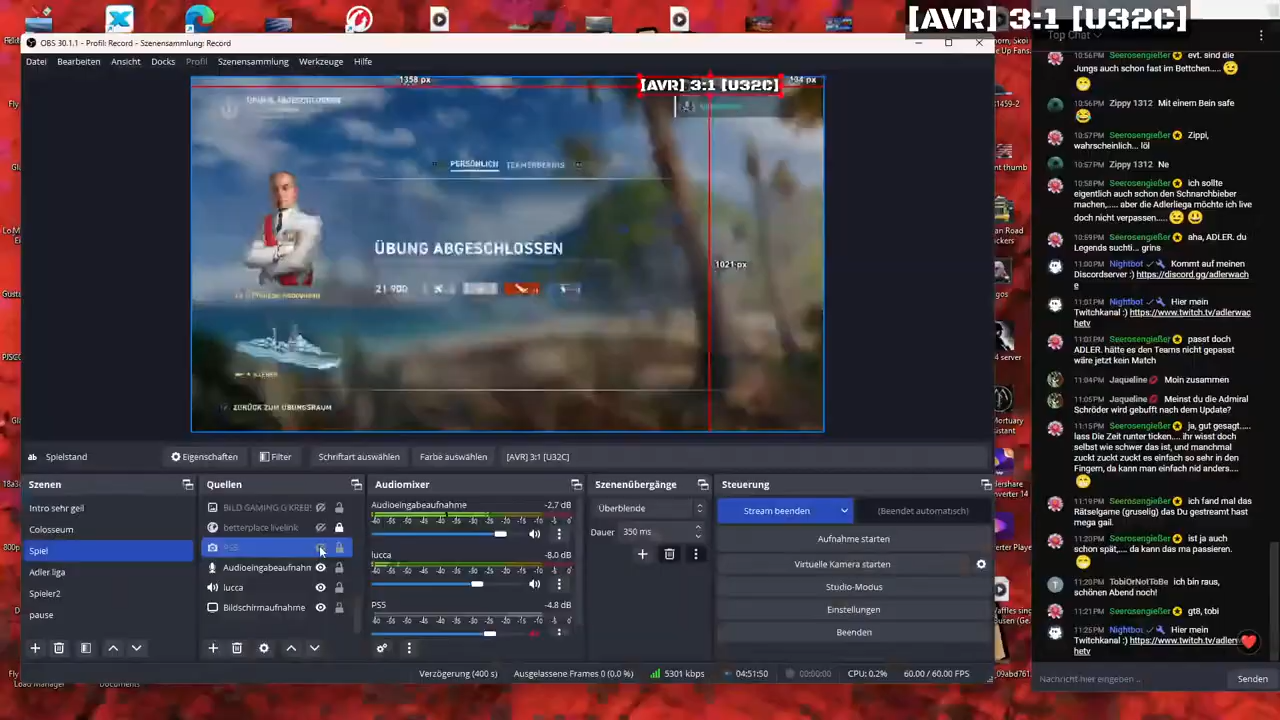 [AVR] 3:1 [U32C]
OBS 30.1.1 - Profil: Record - Szenensammlung: Record
Datei Bearbeiten Ansicht Docks Profil Szenensammlung Werkzeuge Hilfe
1358 px
[AVR] 3:1 [U32C]
PERSÖNLICH TEAMERGEBNIS
ÜBUNG ABGESCHLOSSEN
21 900
1021 px
ZURÜCK ZUM ÜBUNGSRAUM
ab Spielstand Eigenschaften Filter Schriftart auswählen Farbe auswählen [AVR] 3:1 [U32C]
Szenen
Intro sehr geil
Colosseum
Spiel
Adler liga
Spieler2
pause
Quellen
betterplace livelink
PS5
Audioeingabeaufnahm
lucca
Bildschirmaufnahme
Audiomixer
Audioeingabeaufnahme -2,7 dB
lucca -8.0 dB
PS5 -4.8 dB
Szenenübergänge
Überblende
Dauer 350 ms
Steuerung
Stream beenden (Beende automatisch)
Aufnahme starten
Virtuelle Kamera starten
Studio-Modus
Einstellungen
Beenden
Verzögerung (400 s) Ausgelassene Frames 0 (0.0 %) 5301 kbps 04:51:50 00:00:00 CPU: 0.2% 60.00 / 60.00 FPS
Top Chat
10:56PM Seerosengießer evt. sind die
Jungs auch schon fast im Bettchen.....
10:56PM Zippy 1312 Mit einem Bein safe
10:57PM Seerosengießer Zippi,
wahrscheinlich... löl
10:57PM Zippy 1312 Ne
10:58PM Seerosengießer ich sollte
eigentlich auch schon den Schnarchbieber
machen,..... aber die Adlerliega möchte ich live
doch nicht verpassen.....
10:59PM Seerosengießer aha, ADLER. du
Legends suchti... grins
11:00PM Nightbot Kommt auf meinen
Discordserver :) https://discord.gg/adlerwach
e
11:01PM Nightbot Hier mein
Twitchkanal :) https://www.twitch.tv/adlerwac
hetv
11:01PM Seerosengießer passt doch
ADLER. hätte es den Teams nicht gepasst
wäre jetzt kein Match
11:04PM Jaqueline Moin zusammen
11:05PM Jaqueline Meinst du die Admiral
Schröder wird gebufft nach dem Update?
11:15PM Seerosengießer ja, gut gesagt.....
lass Die Zeit runter ticken.... ihr wisst doch
selbst wie schwer das ist, und manchmal
zuckt zuckt zuckt es einfach so sehr in den
Fingern, da kann man einfach nid anders....
11:19PM Seerosengießer ich fand mal das
Rätselgame (gruselig) das Du gestreamt hast
mega gail.
11:20PM Seerosengießer ist ja auch
schon spät,.... da kann das ma passieren.
11:20PM TobiOrNotToBe ich bin raus,
schönen Abend noch!
11:21PM Seerosengießer gt8, tobi
11:25PM Nightbot Hier mein
Twitchkanal :)
hetv
Nachricht hier eingeben... Senden